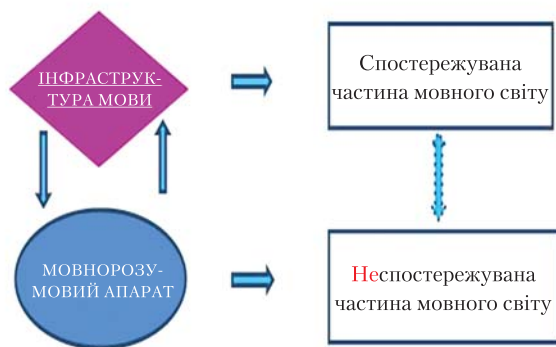 ІНФРАСТРУК-
ТУРА МОВИ
Спостережувана
частина мовного світу
МОВНОРОЗУ-
МОВИЙ АПАРАТ
Неспостережувана
частина мовного світу